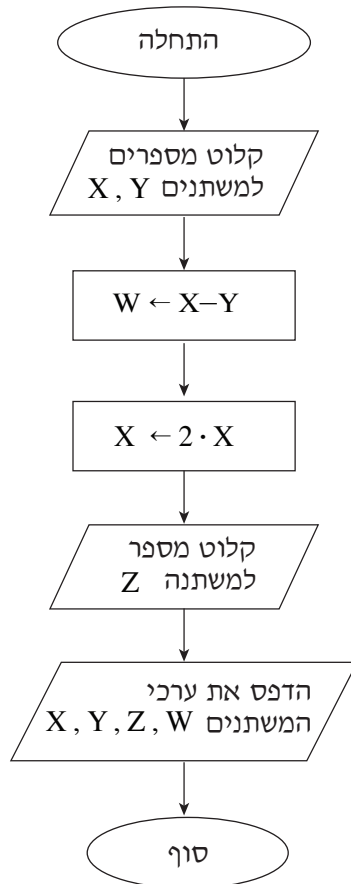 התחלה
קלוט מספרים
למשתנים X , Y
W ← X–Y
X ← 2 · X
קלוט מספר
למשתנה Z
הדפס את ערכי
המשתנים X , Y , Z , W
סוף